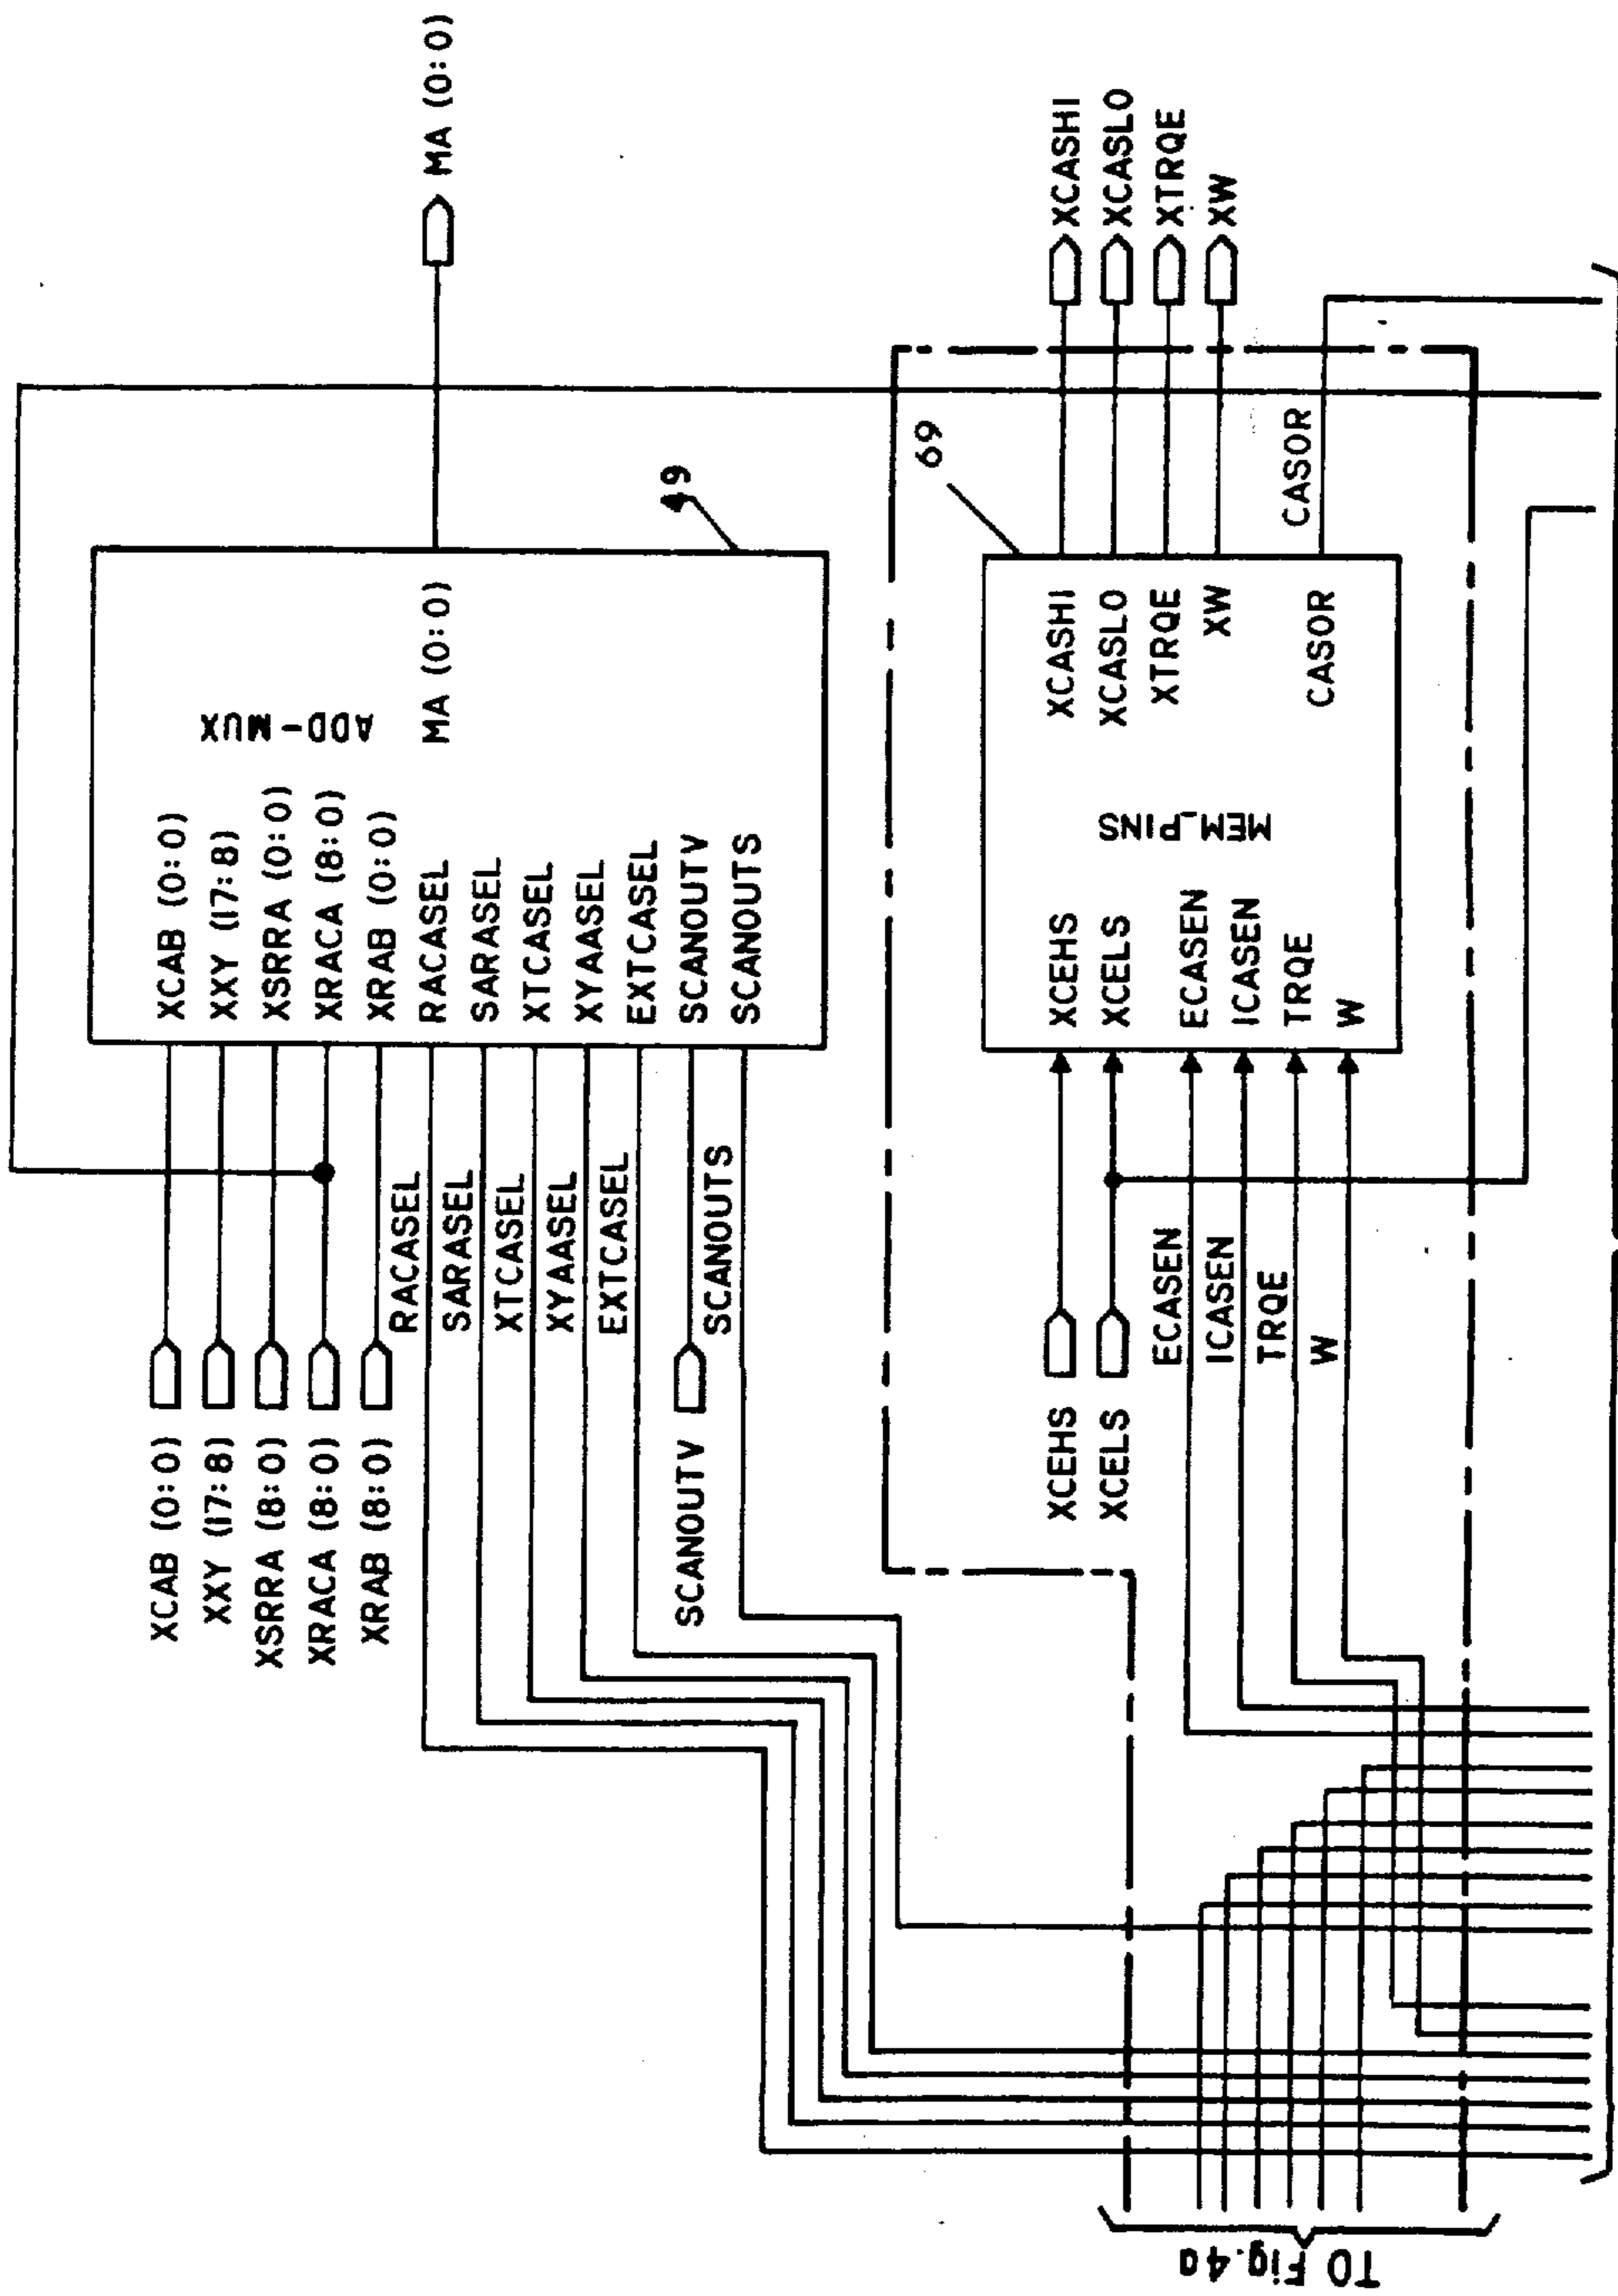 XCAB (0:0)
XXY (17:8)
XSRRA (8:0)
XRACA (8:0)
XRAB (8:0)
RACASEL
SARASEL
XTCASEL
XYAASEL
EXTCASEL
SCANOUTV
SCANOUTS
XCAB (0:0)
XXY (17:8)
XSRRA (0:0)
XRACA (8:0)
XRAB (0:0)
RACASEL
SARASEL
XTCASEL
XYAASEL
EXTCASEL
SCANOUTV
SCANOUTS
ADD-MUX
MA (0:0)
MA (0:0)
49
XCEHS
XCELS
ECASEN
ICASEN
TRQE
W
XCEHS
XCELS
ECASEN
ICASEN
TRQE
W
MEM_PINS
XCASHI
XCASLO
XTRQE
XW
CASOR
69
XCASHI
XCASLO
XTRQE
XW
CASOR
TO Fig.4a